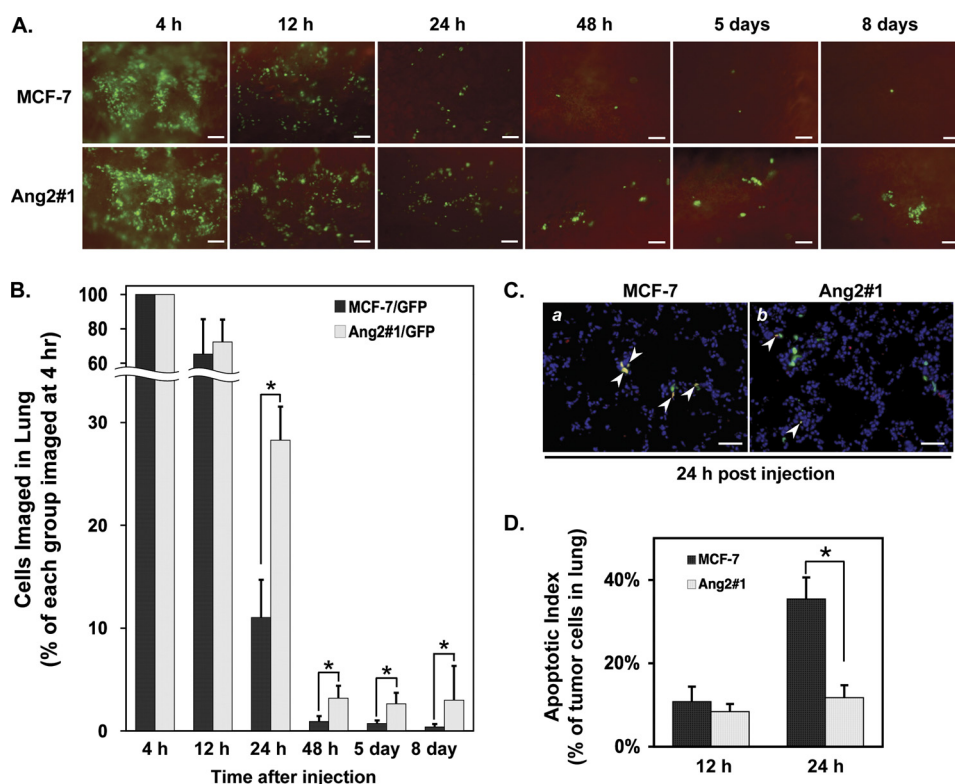 A.
4 h 12 h 24 h 48 h 5 days 8 days
MCF-7
Ang2#1
B.
Cells Imaged in Lung
(% of each group imaged at 4 hr)
100
80
60
30
20
10
0
MCF-7/GFP
Ang2#1/GFP
*
*
*
*
4 h 12 h 24 h 48 h 5 day 8 day
Time after injection
C.
MCF-7 Ang2#1
a b
24 h post injection
D.
Apoptotic Index
(% of tumor cells in lung)
40%
20%
0%
MCF-7
Ang2#1
*
12 h 24 h